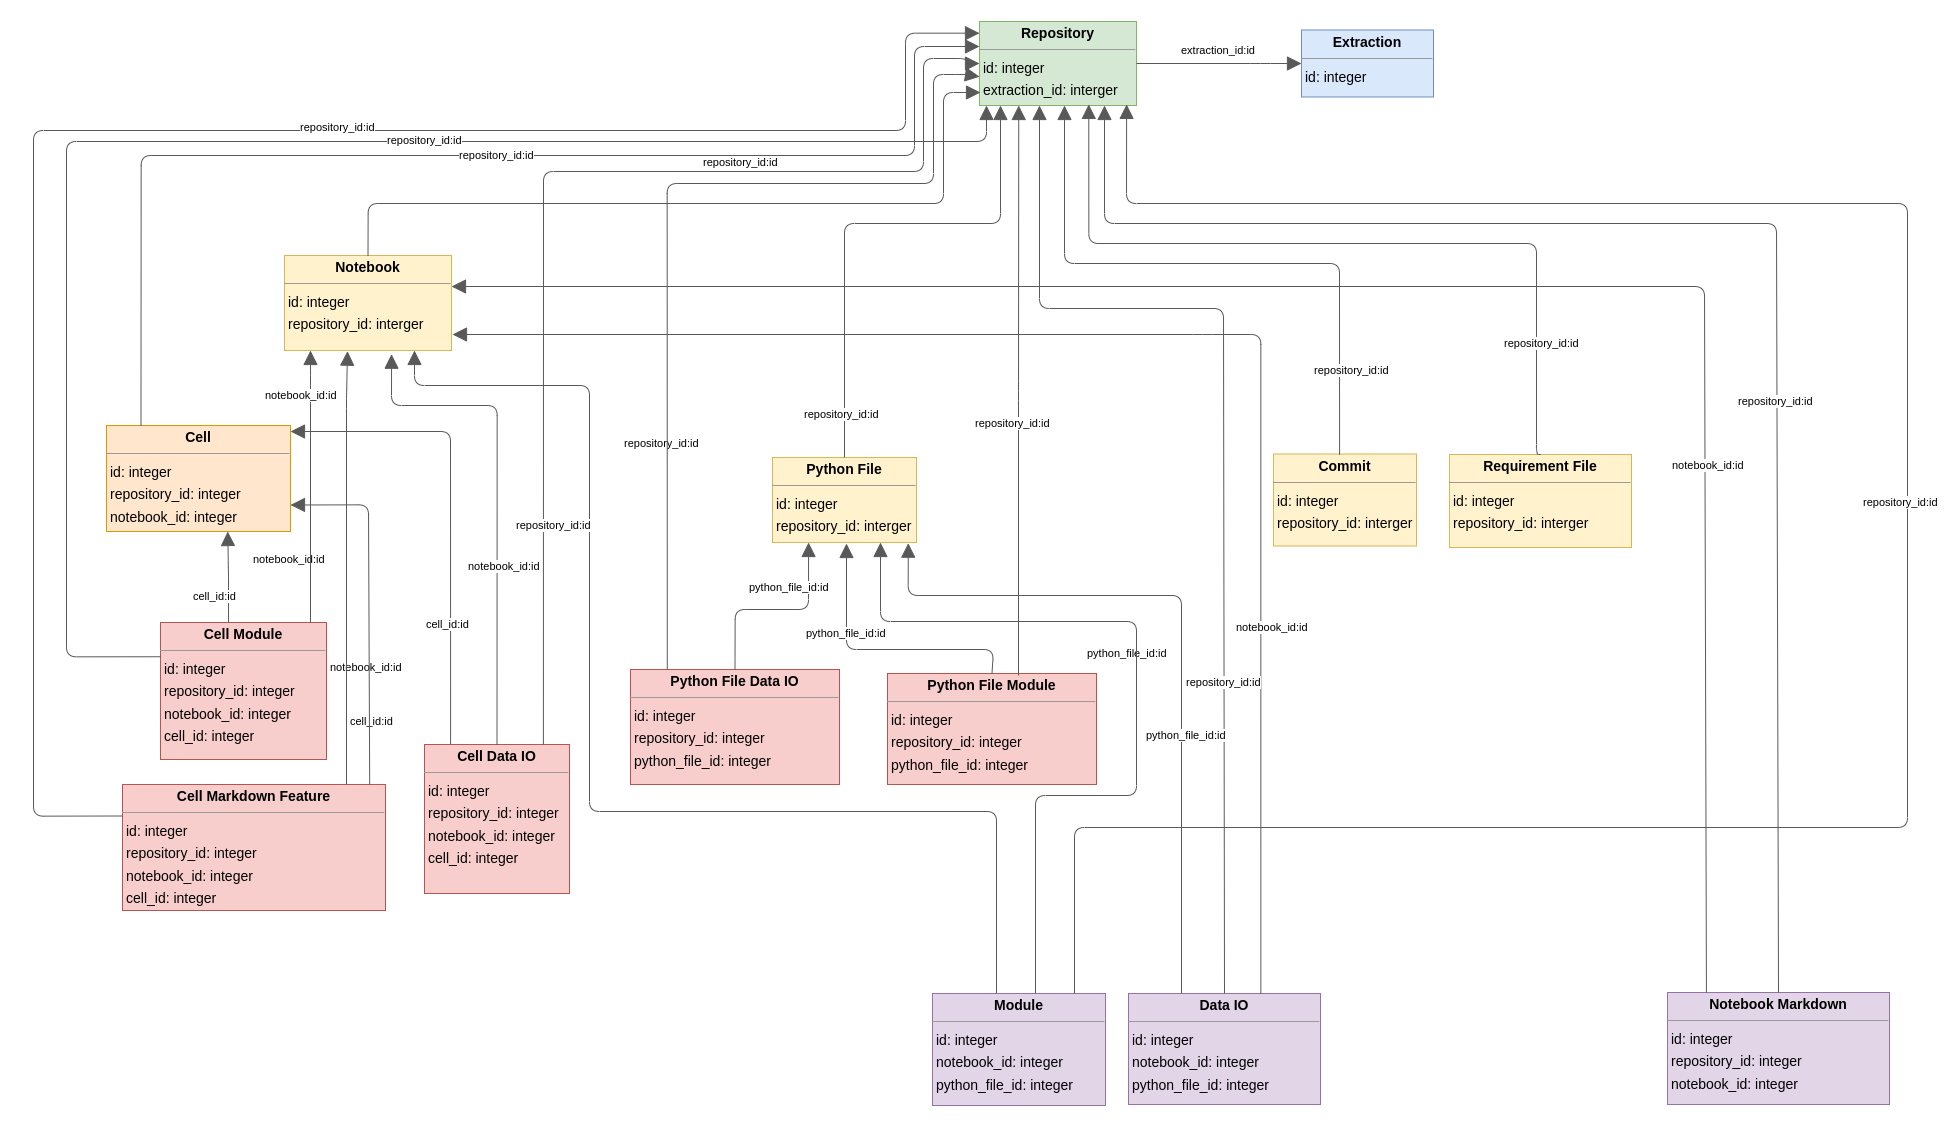 Repository
id: integer
extraction_id: interger
extraction_id:id
Extraction
id: integer
repository_id:id
repository_id:id
repository_id:id
repository_id:id
Notebook
id: integer
repository_id: interger
notebook_id:id
repository_id:id
repository_id:id
repository_id:id
repository_id:id
repository_id:id
repository_id:id
repository_id:id
Cell
id: integer
repository_id: integer
notebook_id: integer
Python File
id: integer
repository_id: interger
Commit
id: integer
repository_id: interger
Requirement File
id: integer
repository_id: interger
notebook_id:id
repository_id:id
repository_id:id
notebook_id:id
notebook_id:id
cell_id:id
python_file_id:id
cell_id:id
python_file_id:id
notebook_id:id
python_file_id:id
Cell Module
id: integer
repository_id: integer
notebook_id: integer
cell_id: integer
notebook_id:id
cell_id:id
repository_id:id
python_file_id:id
Python File Data IO
id: integer
repository_id: integer
python_file_id: integer
Python File Module
id: integer
repository_id: integer
python_file_id: integer
Cell Data IO
id: integer
repository_id: integer
notebook_id: integer
cell_id: integer
Cell Markdown Feature
id: integer
repository_id: integer
notebook_id: integer
cell_id: integer
Module
id: integer
notebook_id: integer
python_file_id: integer
Data IO
id: integer
notebook_id: integer
python_file_id: integer
Notebook Markdown
id: integer
repository_id: integer
notebook_id: integer